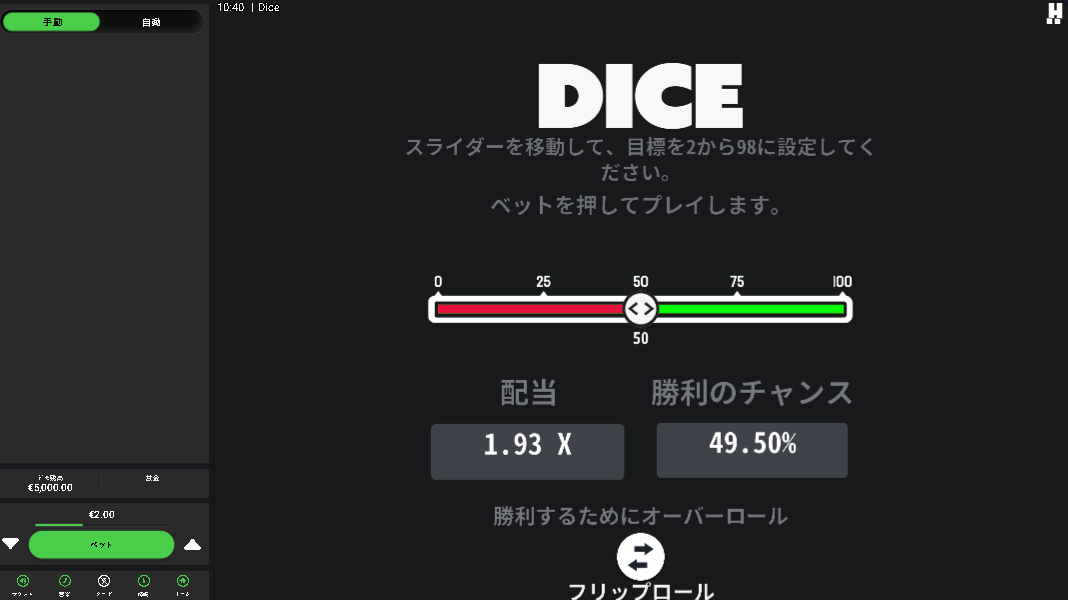 手動
自動
10:40 | Dice
DICE
スライダーを移動して、目標を2から98に設定してく
ださい。
ベットを押してプレイします。
0 25 50 75 100
50
配当
勝利のチャンス
1.93 X
49.50%
勝利するためにオーバーロール
フリップロール
€5,000.00
賞金
€2.00
ベット